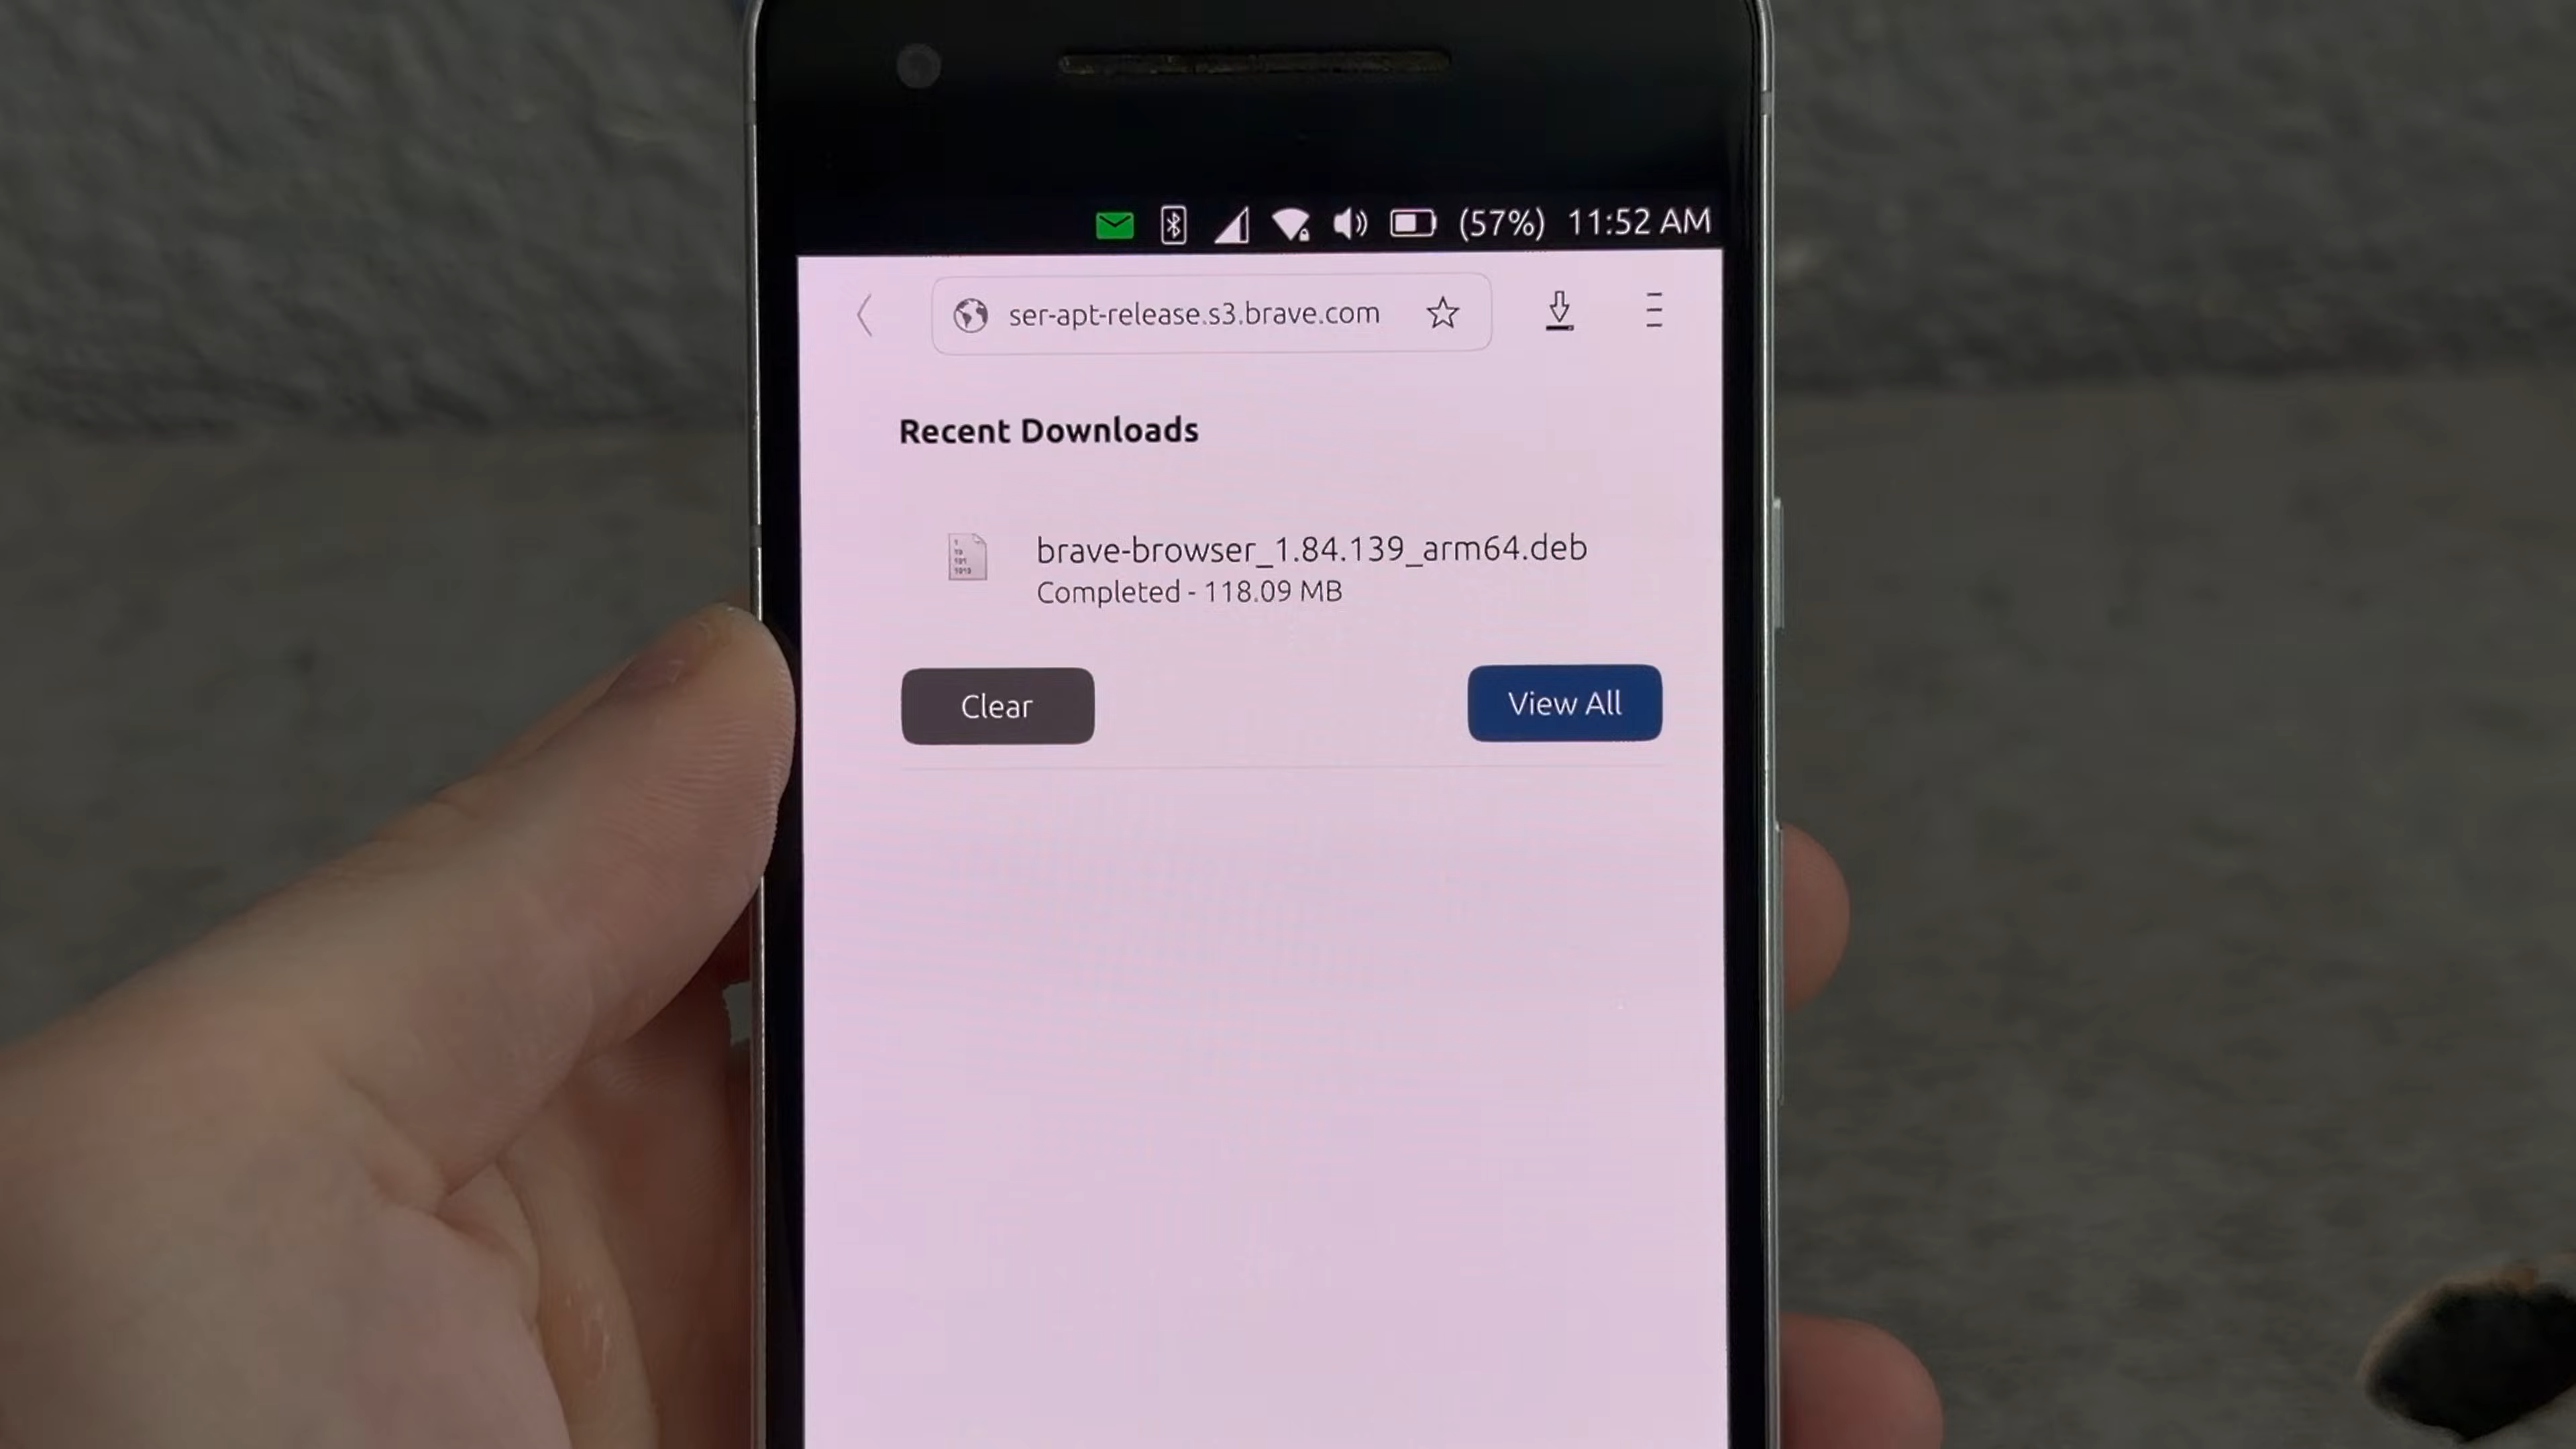 (57%) 11:52 AM
ser-apt-release.s3.brave.com
Recent Downloads
brave-browser_1.84.139_arm64.deb
Completed - 118.09 MB
Clear
View All